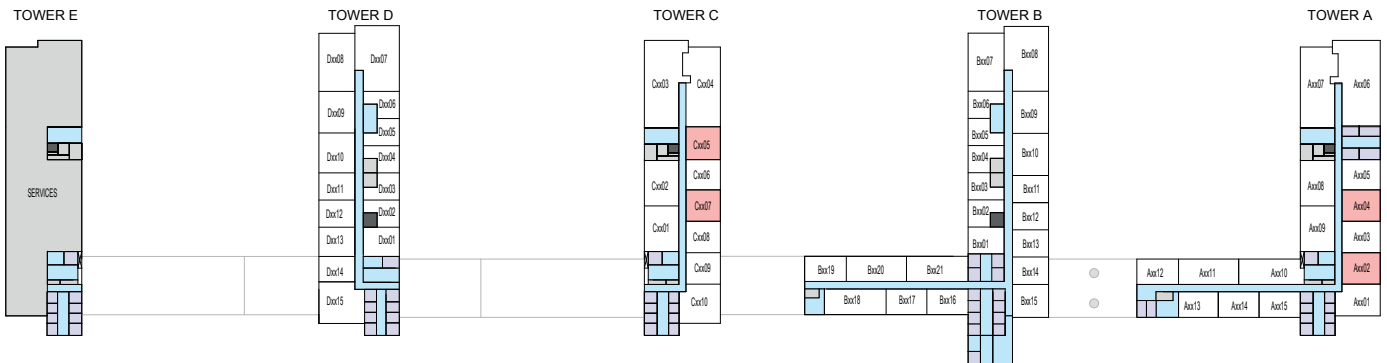 TOWER E
TOWER D
TOWER C
TOWER B
TOWER A
SERVICES
Dxx08
Dxx07
Dxx09
Dxx06
Dxx05
Dxx10
Dxx04
Dxx11
Dxx03
Dxx12
Dxx02
Dxx13
Dxx01
Dxx14
Dxx15
Cxx03
Cxx04
Cxx05
Cxx02
Cxx06
Cxx07
Cxx01
Cxx08
Cxx09
Cxx10
Bxx07
Bxx08
Bxx06
Bxx09
Bxx05
Bxx04
Bxx10
Bxx03
Bxx11
Bxx02
Bxx12
Bxx01
Bxx13
Bxx19
Bxx20
Bxx21
Bxx14
Bxx18
Bxx17
Bxx16
Bxx15
Axx07
Axx06
Axx05
Axx08
Axx04
Axx09
Axx03
Axx12
Axx11
Axx10
Axx02
Axx13
Axx14
Axx15
Axx01